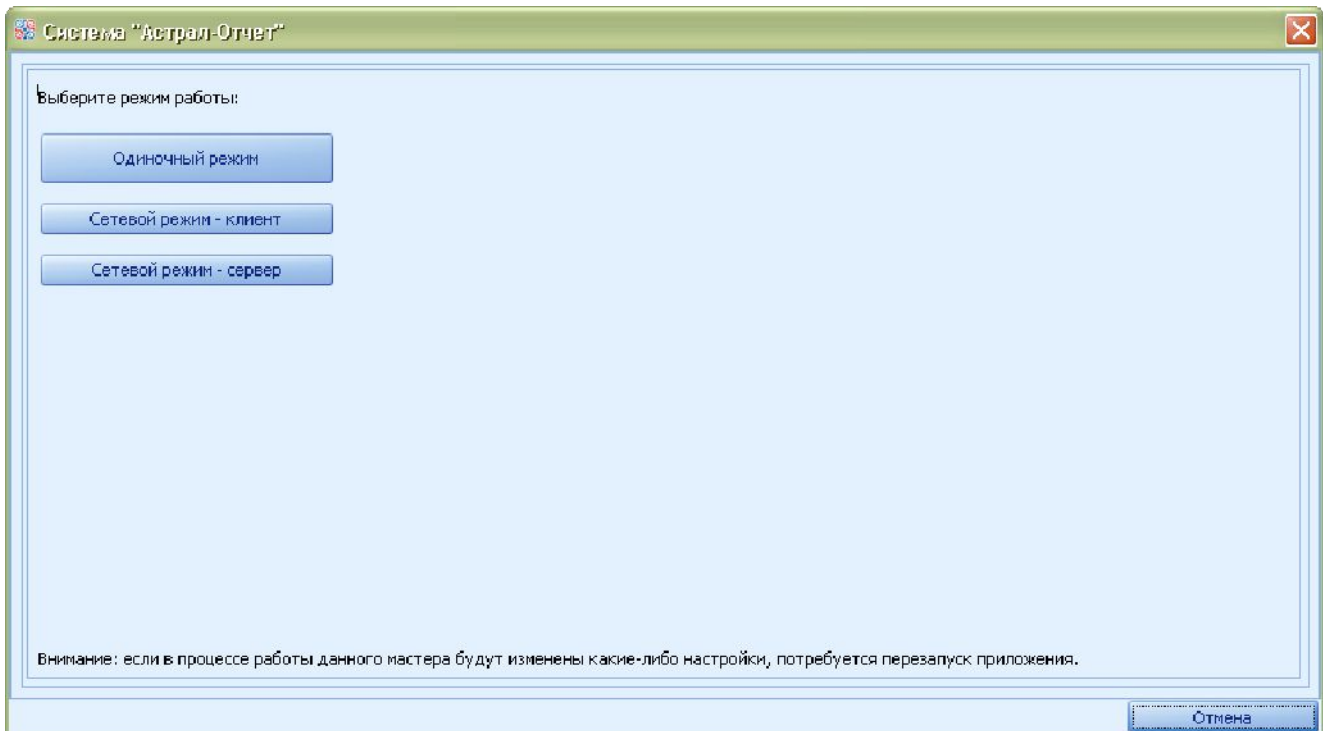 Система "Астрал-Отчет"
Выберите режим работы:
Одиночный режим
Сетевой режим - клиент
Сетевой режим - сервер
Внимание: если в процессе работы данного мастера будут изменены какие-либо настройки, потребуется перезапуск приложения.
Отмена